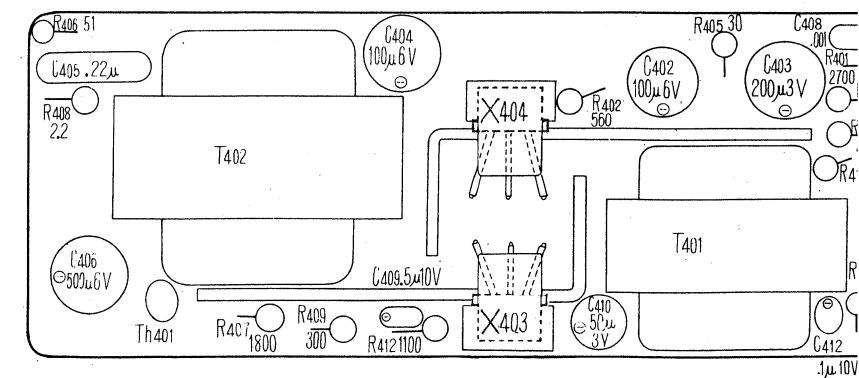 R406 51
C404
100µ6V
R405 30
C408
.001
C405 .22µ
C402
100µ6V
C403
200µ3V
R401
2700
R408
2.2
X404
R402
560
T402
R4
T401
C406
500µ6V
C409.5µ10V
R
Th401
R407
1800
R409
300
R412 1100
X403
C410
50µ
3V
C412
.1µ10V